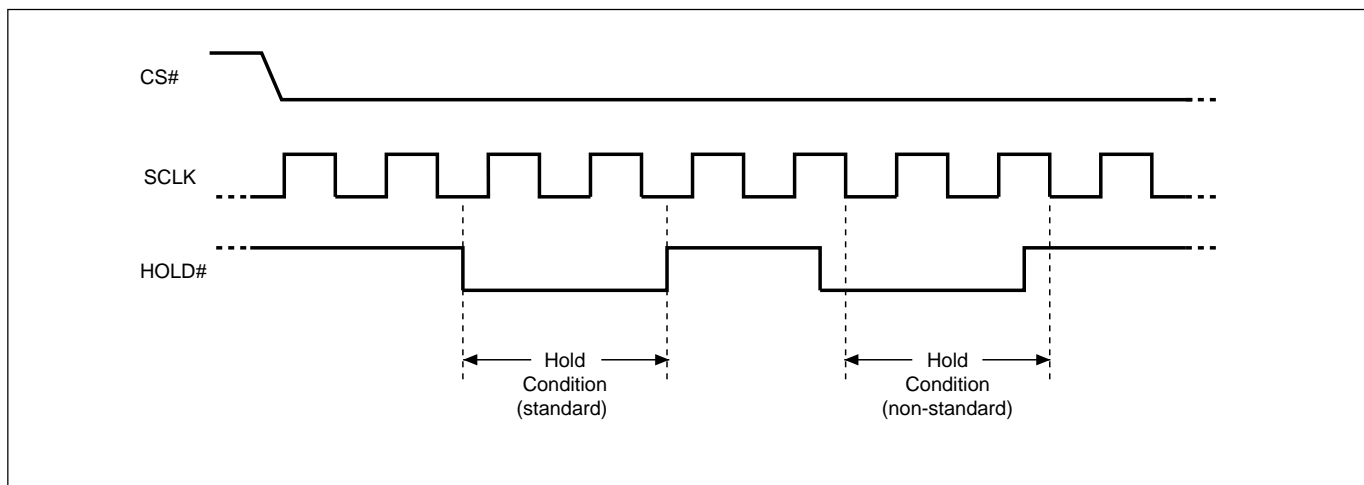 CS#
SCLK
HOLD#
Hold
Condition
(standard)
Hold
Condition
(non-standard)